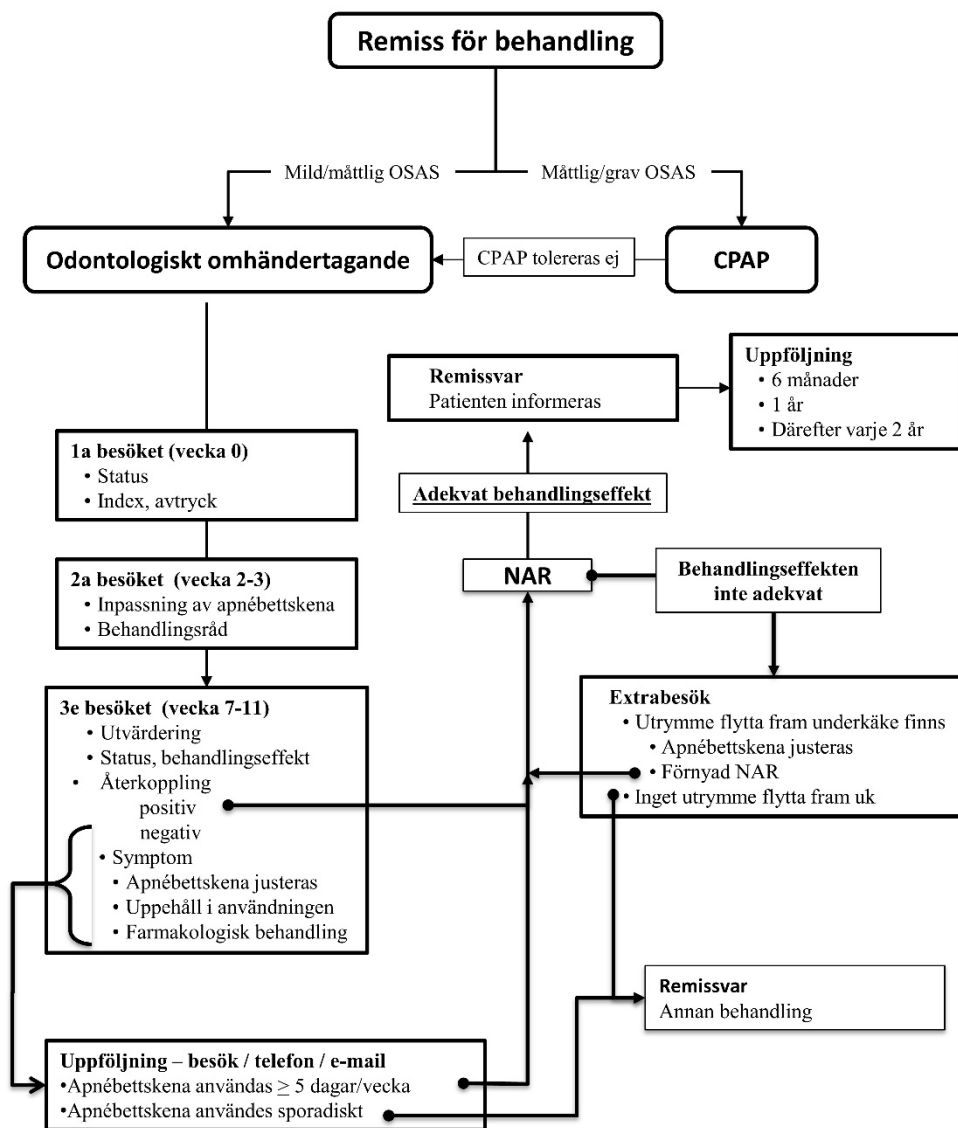 Remiss för behandling
Mild/måttlig OSAS
Måttlig/grav OSAS
Odontologiskt omhändertagande
CPAP tolereras ej
CPAP
Remissvar
Patienten informeras
Uppföljning
• 6 månader
• 1 år
• Därefter varje 2 år
1a besöket (vecka 0)
• Status
• Index, avtryck
Adekvat behandlingseffekt
2a besöket (vecka 2-3)
• Inpassning av apnébettskena
• Behandlingsråd
NAR
Behandlingseffekten
inte adekvat
3e besöket (vecka 7-11)
• Utvärdering
• Status, behandlingseffekt
• Återkoppling
positiv
negativ
• Symptom
• Apnébettskena justeras
• Uppehåll i användningen
• Farmakologisk behandling
Extrabesök
• Utrymme flytta fram underkäke finns
• Apnébettskena justeras
• Förnyad NAR
• Inget utrymme flytta fram uk
Remissvar
Annan behandling
Uppföljning – besök / telefon / e-mail
•Apnébettskena användas ≥ 5 dagar/vecka
•Apnébettskena användes sporadiskt